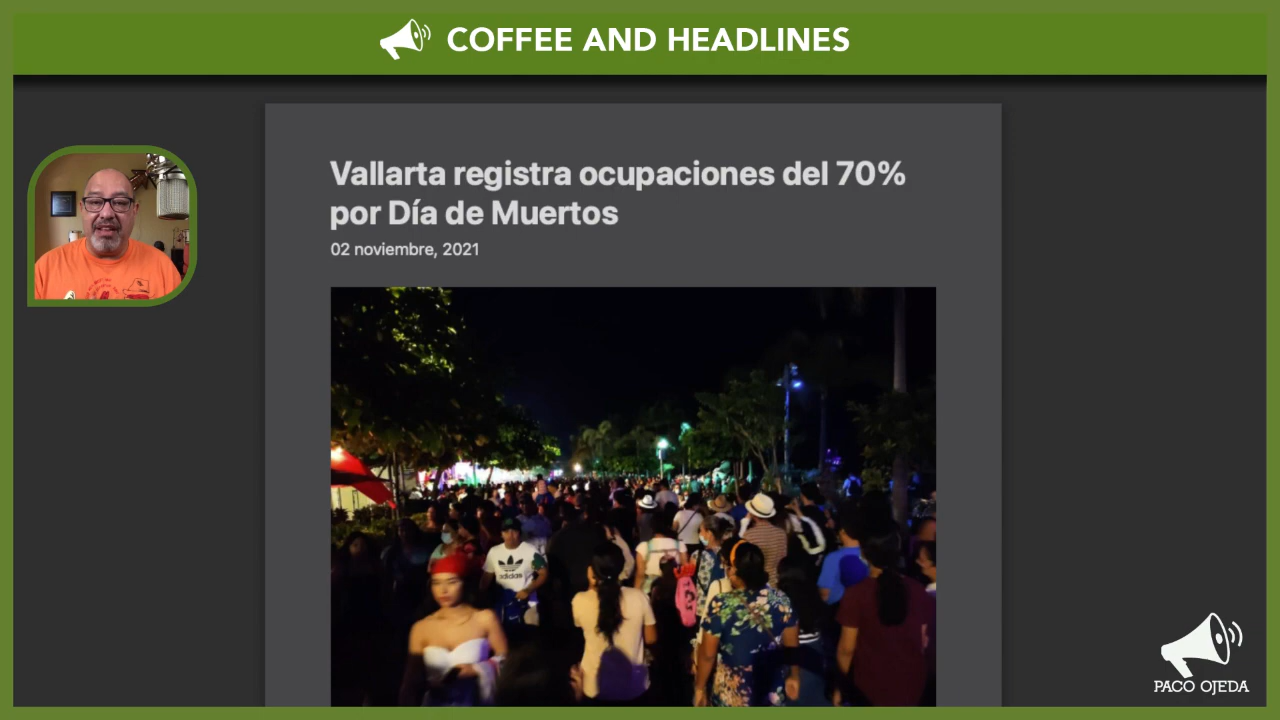 COFFEE AND HEADLINES
Vallarta registra ocupaciones del 70%
por Día de Muertos
02 noviembre, 2021
adidas
PACO OJEDA